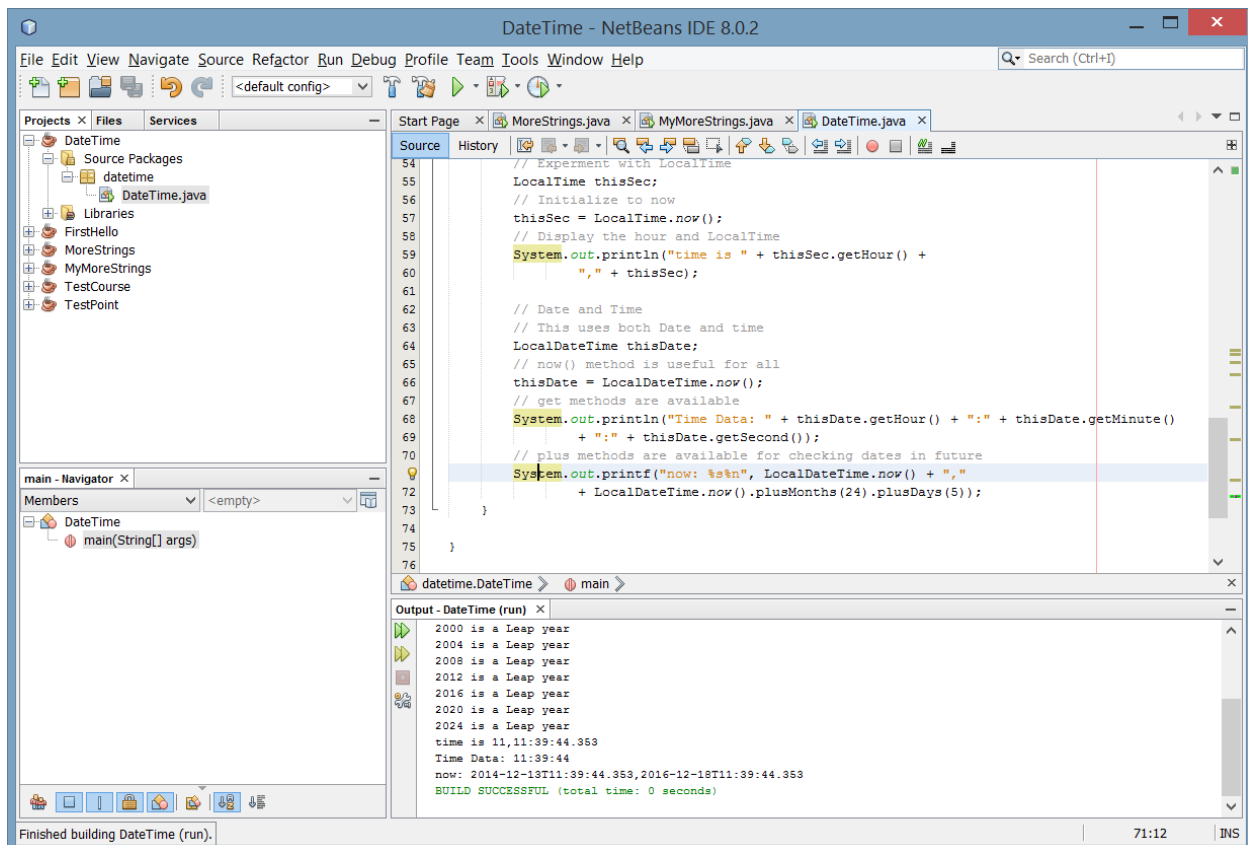 DateTime - NetBeans IDE 8.0.2
File Edit View Navigate Source Refactor Run Debug Profile Team Tools Window Help
Search (Ctrl+I)
<default config>
Projects Files Services
DateTime
Source Packages
datetime
DateTime.java
Libraries
FirstHello
MoreStrings
MyMoreStrings
TestCourse
TestPoint
main - Navigator
Members <empty>
DateTime
main(String[] args)
Start Page MoreStrings.java MyMoreStrings.java DateTime.java
Source History
54 // Experment with LocalTime
55 LocalTime thisSec;
56 // Initialize to now
57 thisSec = LocalTime.now();
58 // Display the hour and LocalTime
59 System.out.println("time is " + thisSec.getHour() +
60 "," + thisSec);
61
62 // Date and Time
63 // This uses both Date and time
64 LocalDateTime thisDate;
65 // now() method is useful for all
66 thisDate = LocalDateTime.now();
67 // get methods are available
68 System.out.println("Time Data: " + thisDate.getHour() + ":" + thisDate.getMinute()
69 + ":" + thisDate.getSecond());
70 // plus methods are available for checking dates in future
System.out.printf("now: %s%n", LocalDateTime.now() + ","
72 + LocalDateTime.now().plusMonths(24).plusDays(5));
73 }
74
75 }
76
datetime.DateTime main
Output - DateTime (run)
2000 is a Leap year
2004 is a Leap year
2008 is a Leap year
2012 is a Leap year
2016 is a Leap year
2020 is a Leap year
2024 is a Leap year
time is 11,11:39:44.353
Time Data: 11:39:44
now: 2014-12-13T11:39:44.353,2016-12-18T11:39:44.353
BUILD SUCCESSFUL (total time: 0 seconds)
Finished building DateTime (run).
71:12 INS